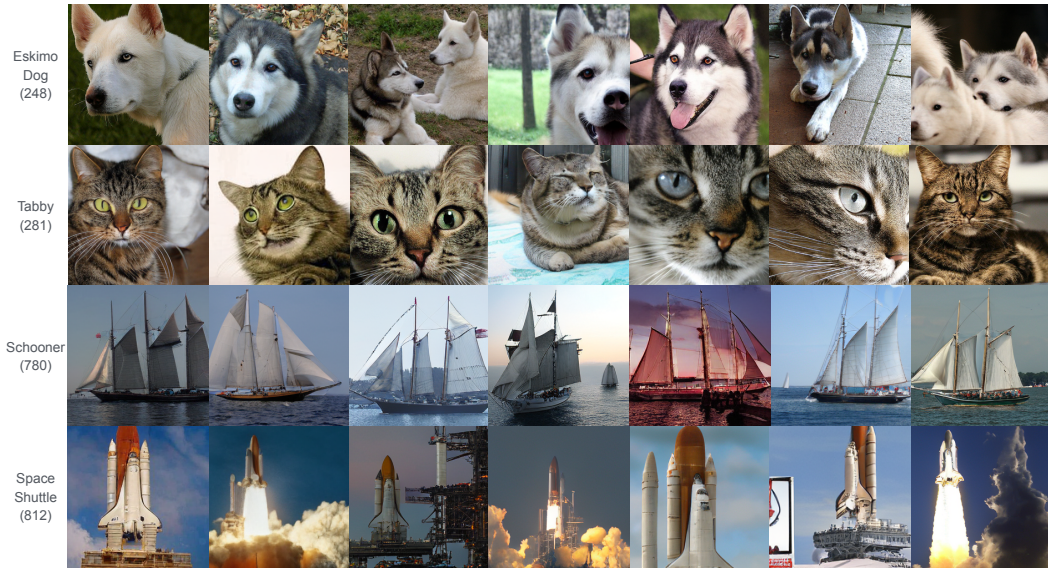 Eskimo
Dog
(248)
Tabby
(281)
Schooner
(780)
Space
Shuttle
(812)